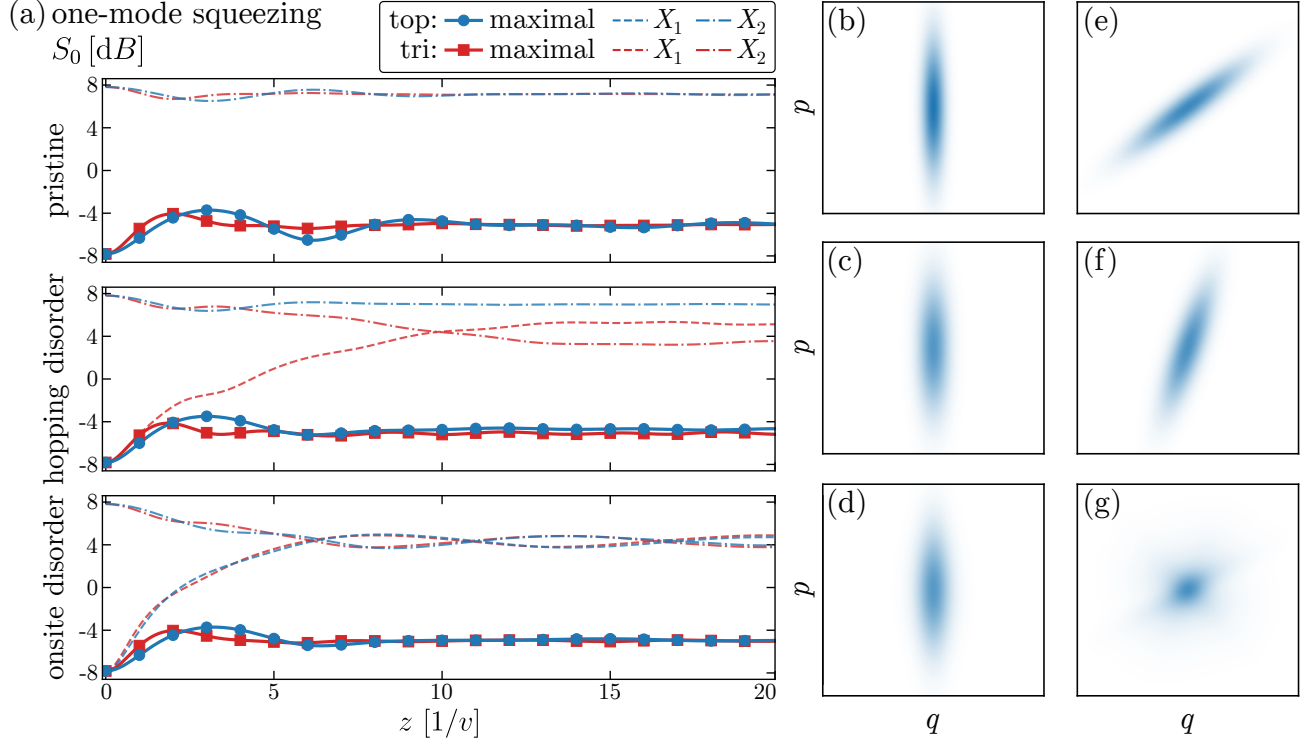 (a) one-mode squeezing
S₀ [dB]
top: maximal X₁ X₂
tri: maximal X₁ X₂
pristine
8
4
0
-4
-8
hopping disorder
8
4
0
-4
-8
onsite disorder
8
4
0
-4
-8
0 5 10 15 20
z [1/v]
(b)
p
(e)
(c)
p
(f)
(d)
p
(g)
q
q